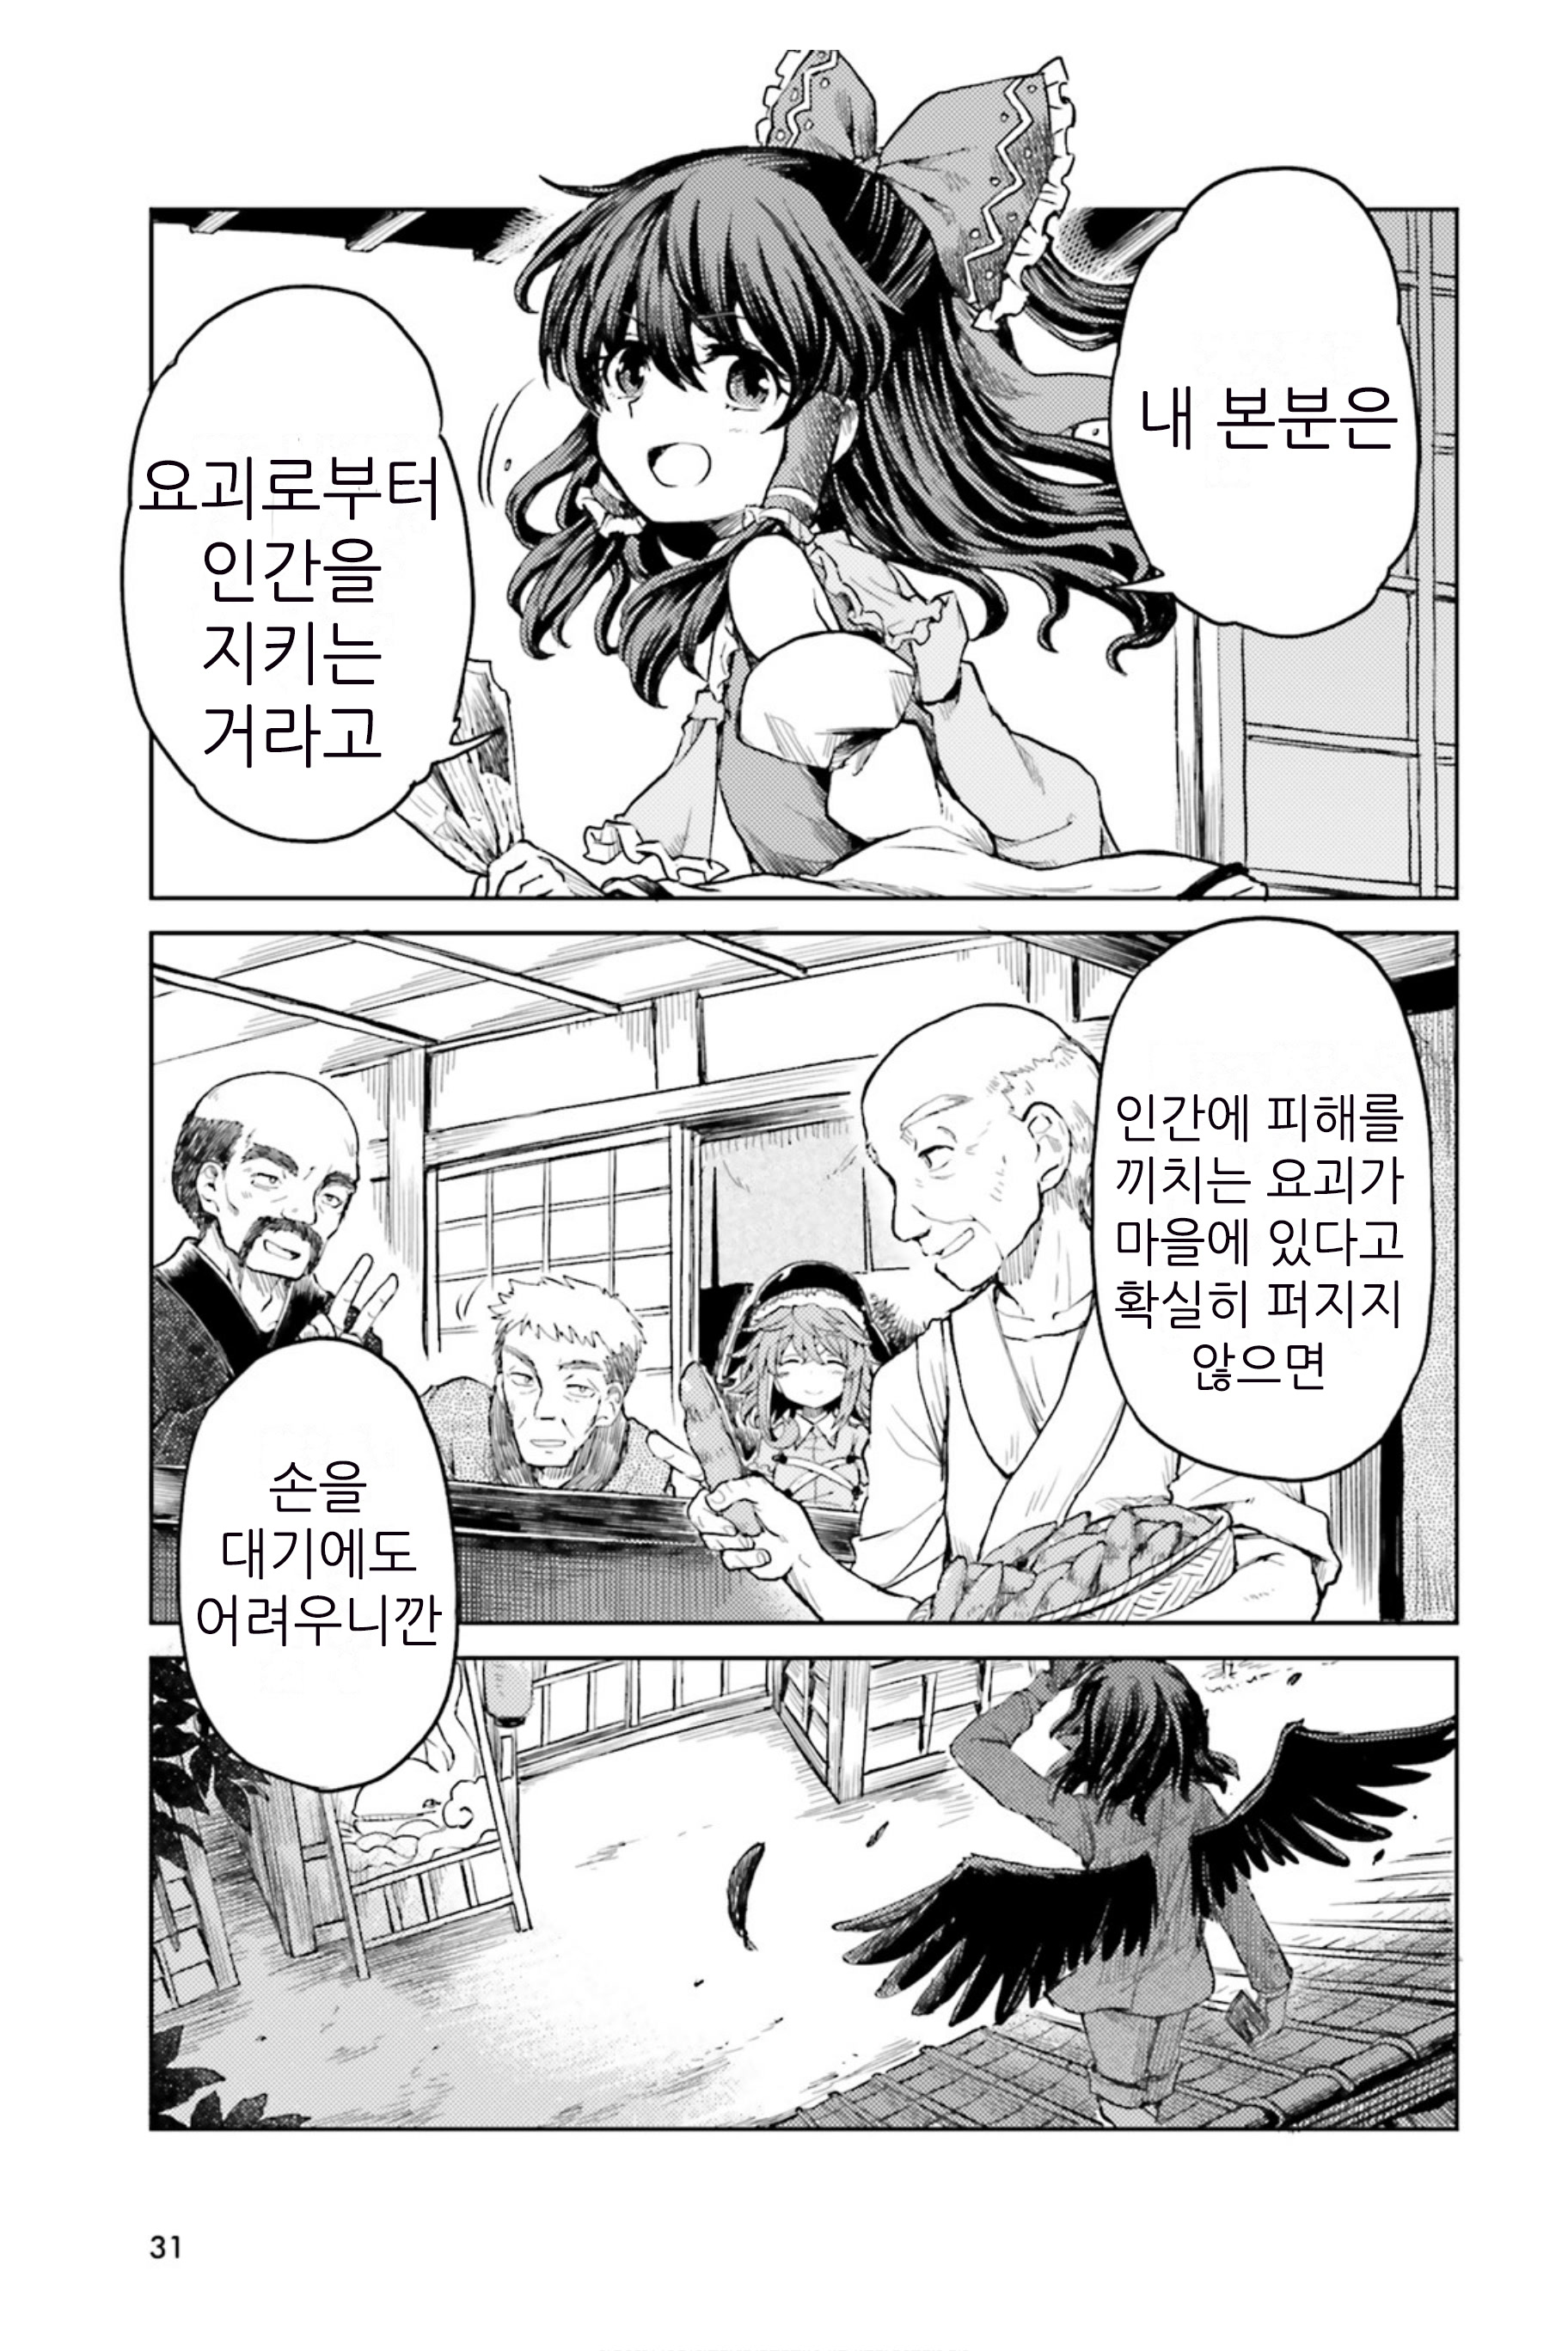 내 본분은
요괴로부터
인간을
지키는
거라고
인간에 피해를
끼치는 요괴가
마을에 있다고
확실히 퍼지지
않으면
손을
대기에도
어려우니깐
31